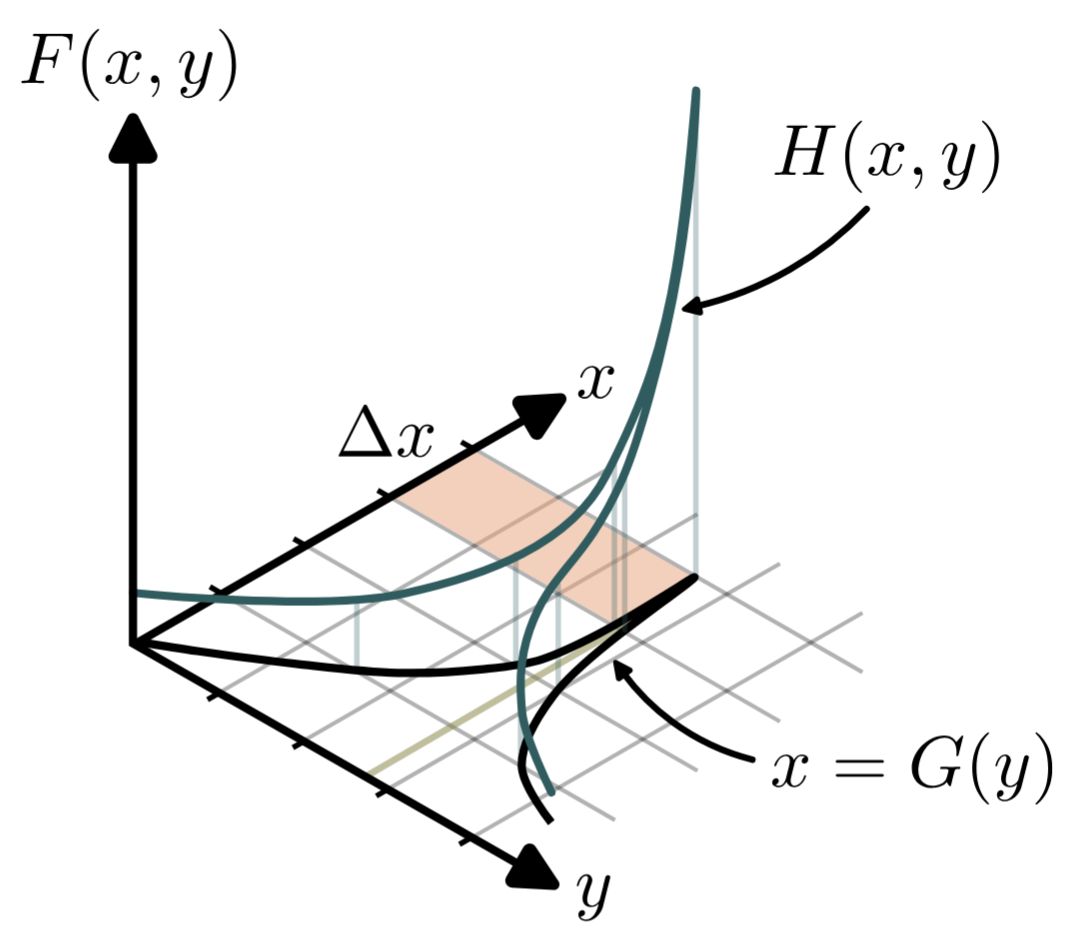 F(x, y)
H(x, y)
x
Δx
x = G(y)
y